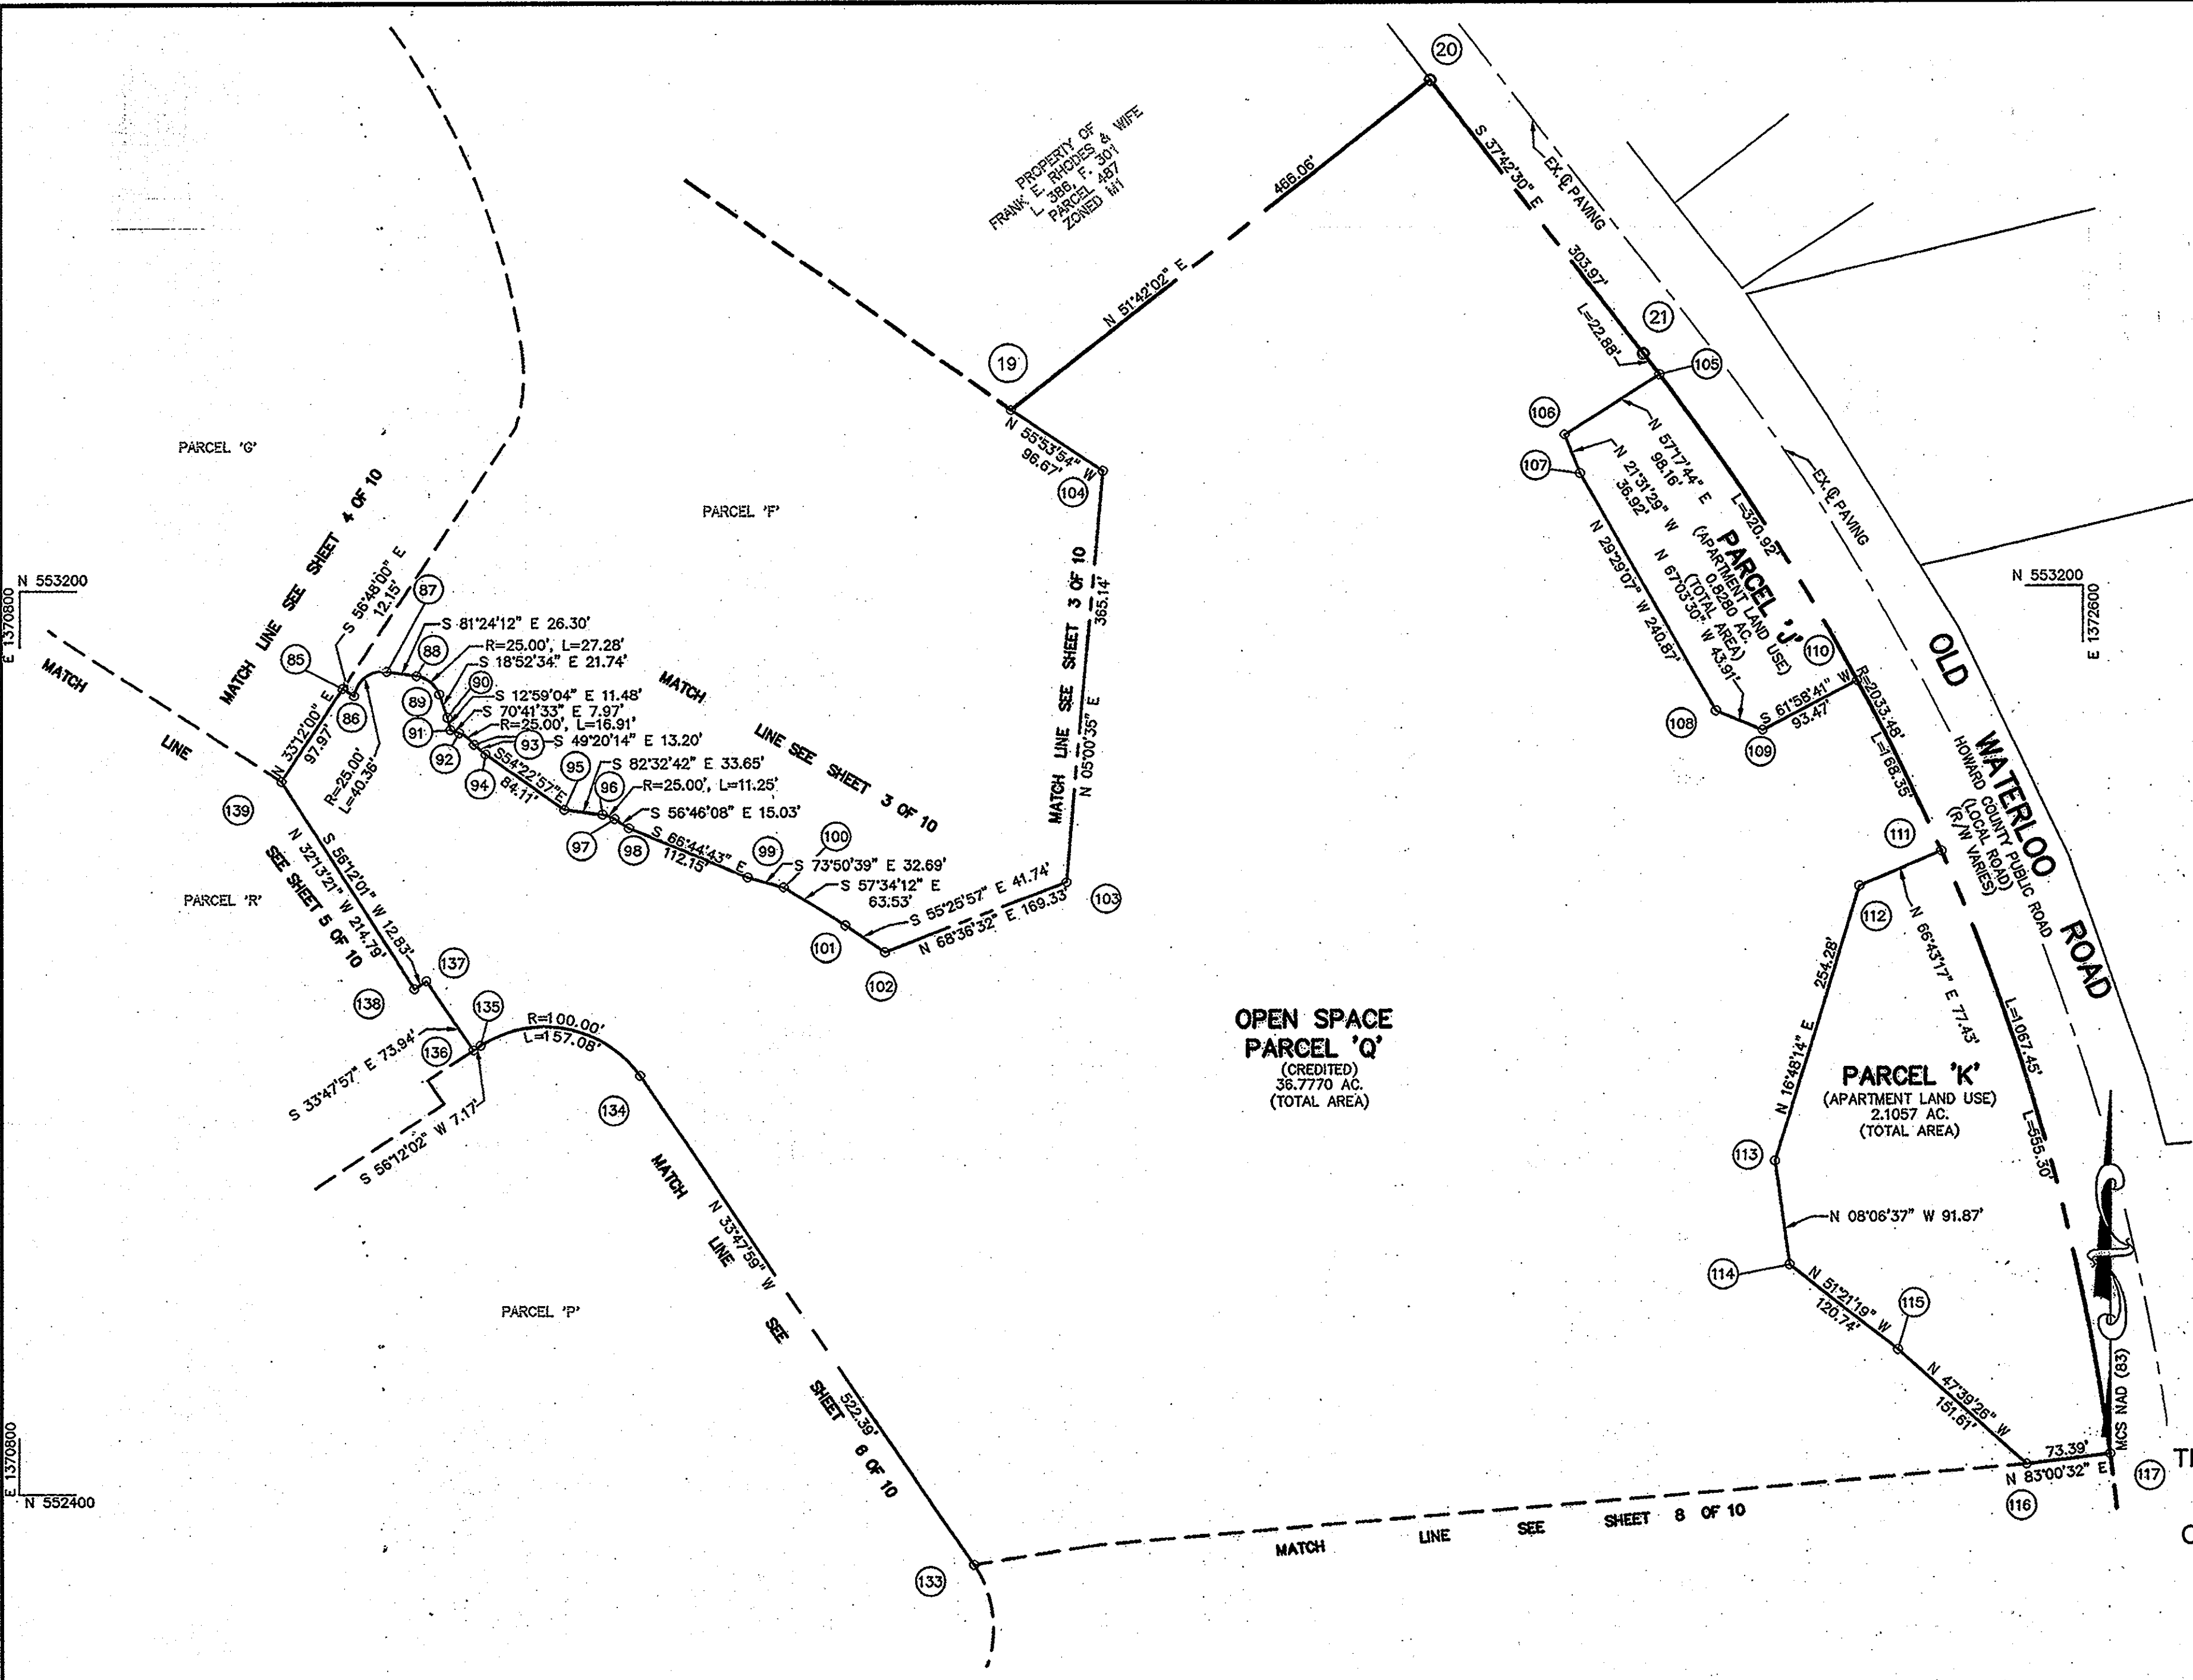 20
S 37°42'30" E
303.97'
EX. ℄ PAVING
PROPERTY OF
FRANK E. RHODES & WIFE
L. 386, F. 301
PARCEL 487
ZONED M1
466.06'
N 51°42'02" E
19
N 55°53'54" W
96.67'
104
21
L=22.88'
105
106
107
N 57°17'44" E
98.16'
N 21°31'29" W
36.92'
N 29°29'07" W 240.87'
N 67°03'30" W 43.91'
L=320.92'
PARCEL 'J'
(APARTMENT LAND USE)
0.8280 AC.
(TOTAL AREA)
EX. ℄ PAVING
110
108
109
S 61°58'41" W
93.47'
R=2033.48'
L=168.35'
111
OLD WATERLOO ROAD
HOWARD COUNTY PUBLIC ROAD
(LOCAL ROAD)
(R/W VARIES)
N 553200
E 1372600
PARCEL 'G'
MATCH LINE SEE SHEET 4 OF 10
PARCEL 'F'
N 553200
E 1370800
MATCH LINE
S 56°48'00" E
12.15'
85
86
87
S 81°24'12" E 26.30'
88
R=25.00', L=27.28'
S 18°52'34" E 21.74'
89
90
S 12°59'04" E 11.48'
S 70°41'33" E 7.97'
R=25.00', L=16.91'
91
92
93
S 49°20'14" E 13.20'
94
95
S54°22'57"E
84.11'
S 82°32'42" E 33.65'
96
R=25.00', L=11.25'
S 56°46'08" E 15.03'
97
98
S 66°44'43" E
112.15'
99
100
S 73°50'39" E 32.69'
S 57°34'12" E
63.53'
S 55°25'57" E 41.74'
101
102
N 68°36'32" E 169.33'
103
MATCH LINE SEE SHEET 3 OF 10
MATCH LINE SEE SHEET 3 OF 10
N 05°00'35" E
365.14'
N 33°12'00" E
97.97'
R=25.00'
L=40.36'
139
S 56°12'01" W 12.83'
N 32°13'21" W 214.79'
SEE SHEET 5 OF 10
PARCEL 'R'
137
138
135
136
S 33°47'57" E 73.94'
S 56°12'02" W 7.17'
R=100.00'
L=157.08'
134
MATCH LINE SEE SHEET 6 OF 10
N 33°47'59" W
522.39'
PARCEL 'P'
133
OPEN SPACE
PARCEL 'Q'
(CREDITED)
36.7770 AC.
(TOTAL AREA)
112
N 66°43'17" E 77.43'
254.28'
N 16°48'14" E
L=1067.45'
L=555.30'
PARCEL 'K'
(APARTMENT LAND USE)
2.1057 AC.
(TOTAL AREA)
113
N 08°06'37" W 91.87'
114
N 51°21'19" W
120.74'
115
N 47°39'26" W
151.61'
73.39'
N 83°00'32" E
116
117
MCS NAD (83)
MATCH LINE SEE SHEET 8 OF 10
E 1370800
N 552400